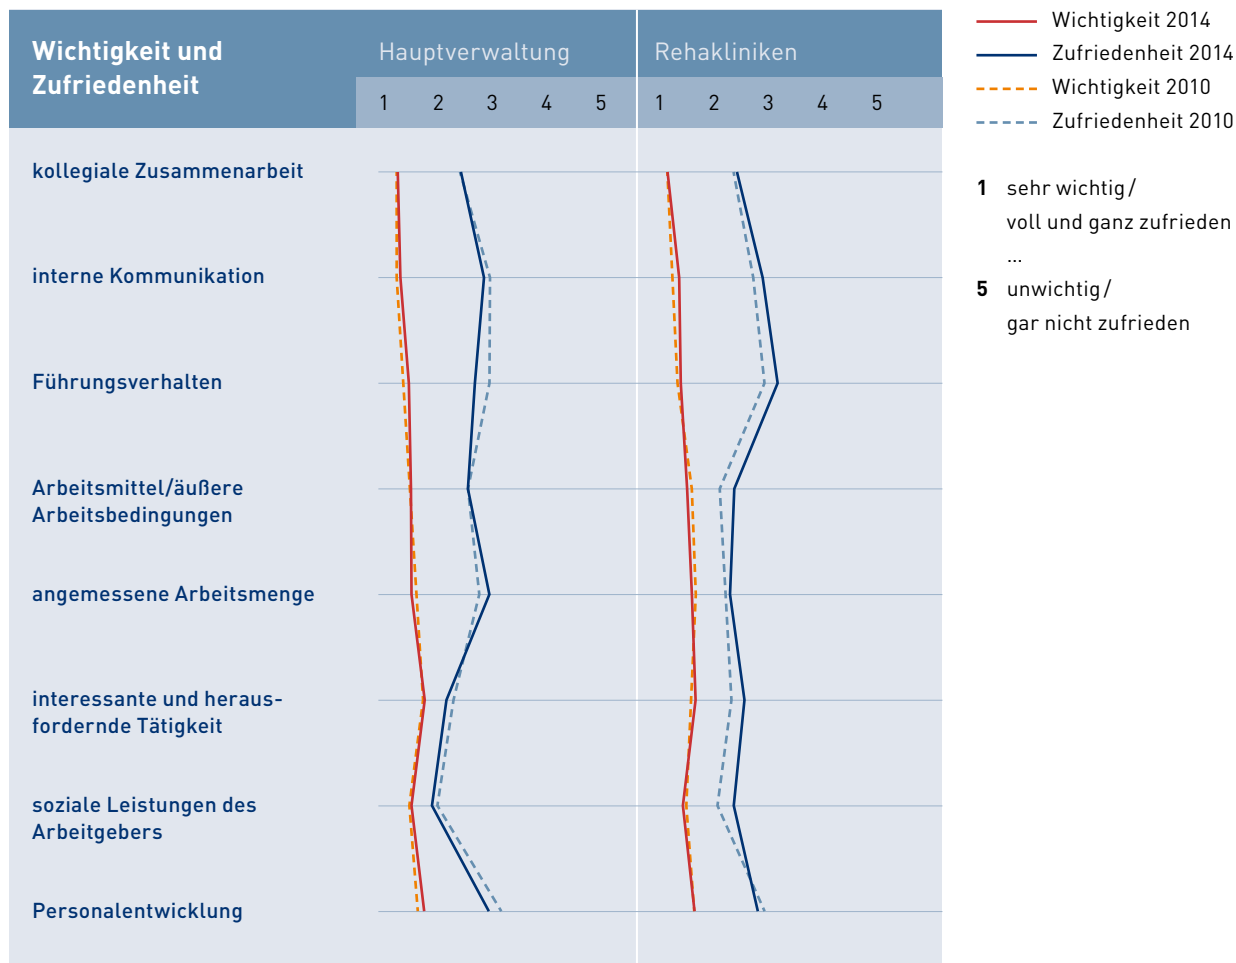 Wichtigkeit und
Zufriedenheit
Hauptverwaltung
Rehakliniken
1 2 3 4 5
1 2 3 4 5
kollegiale Zusammenarbeit
interne Kommunikation
Führungsverhalten
Arbeitsmittel/äußere
Arbeitsbedingungen
angemessene Arbeitsmenge
interessante und heraus-
fordernde Tätigkeit
soziale Leistungen des
Arbeitgebers
Personalentwicklung
Wichtigkeit 2014
Zufriedenheit 2014
Wichtigkeit 2010
Zufriedenheit 2010
1 sehr wichtig/
voll und ganz zufrieden
...
5 unwichtig/
gar nicht zufrieden